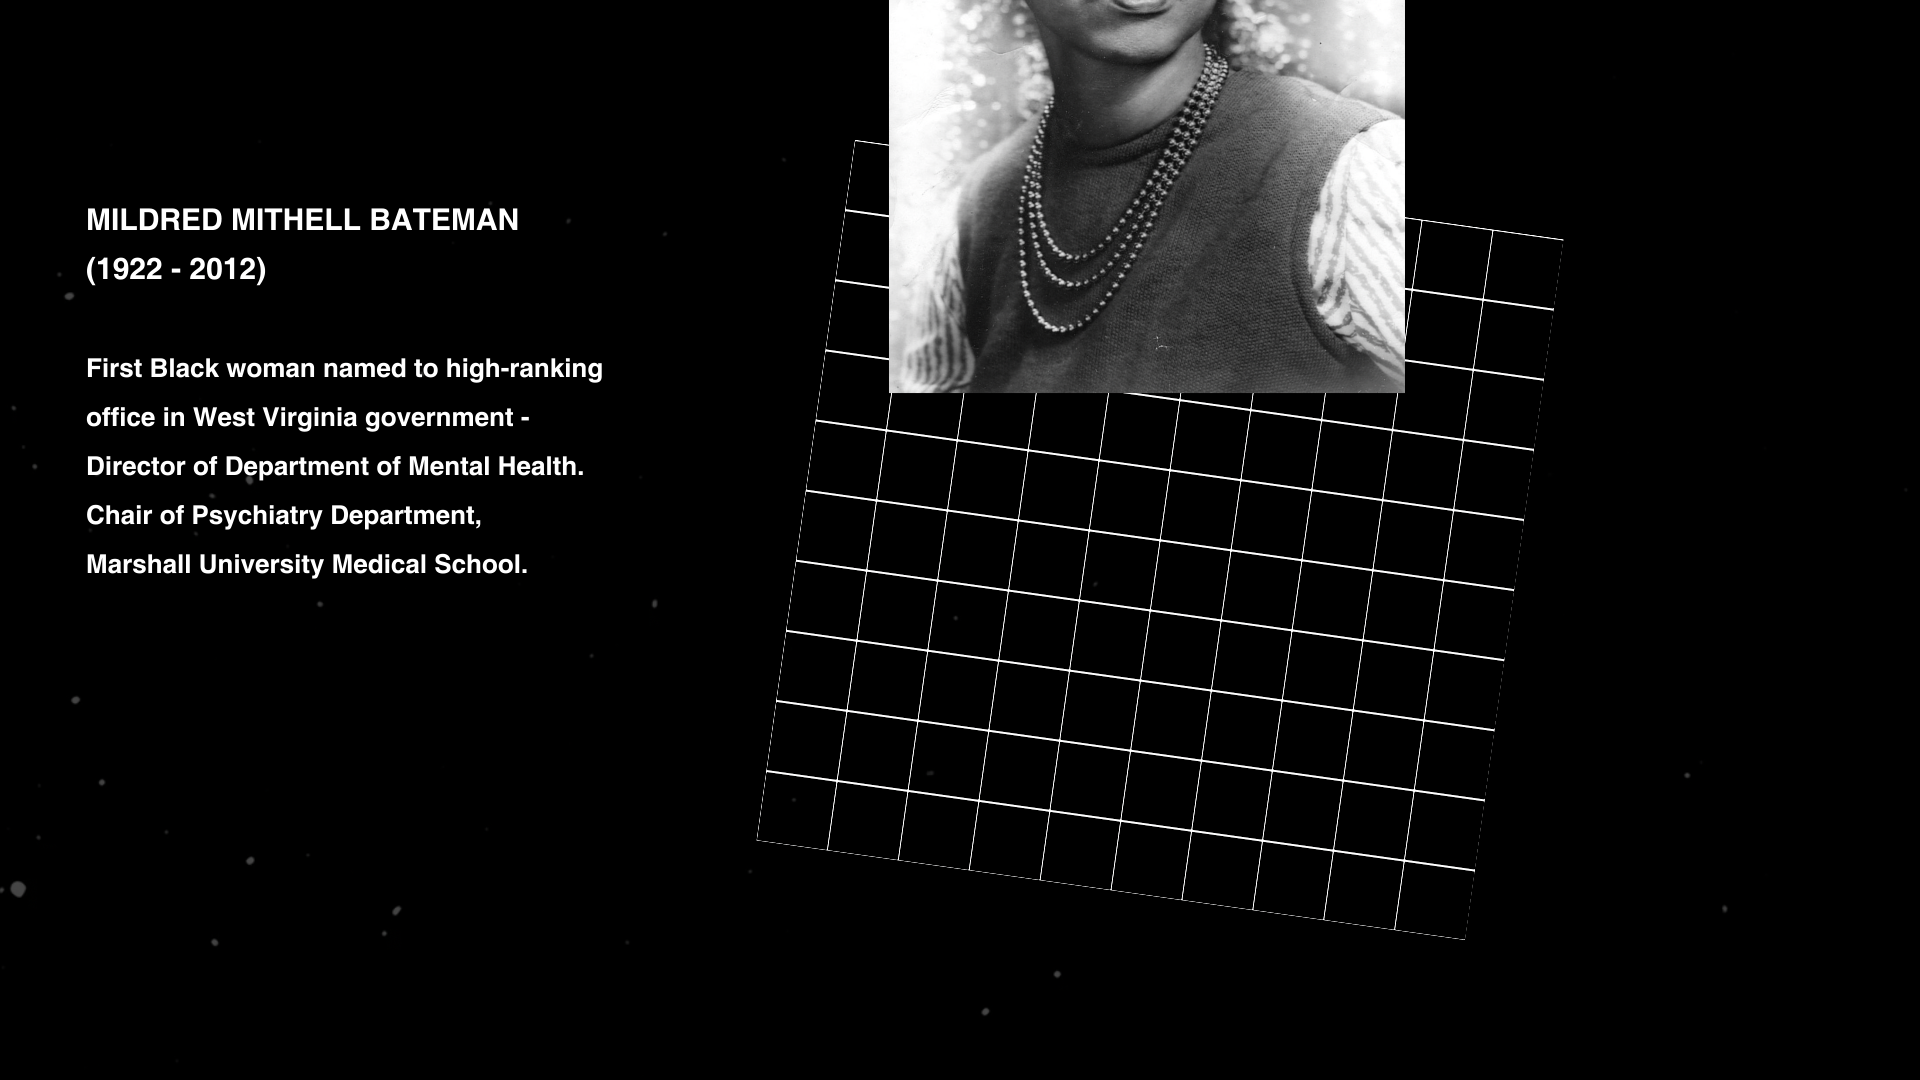 MILDRED MITHELL BATEMAN
(1922 - 2012)
First Black woman named to high-ranking
office in West Virginia government -
Director of Department of Mental Health.
Chair of Psychiatry Department,
Marshall University Medical School.